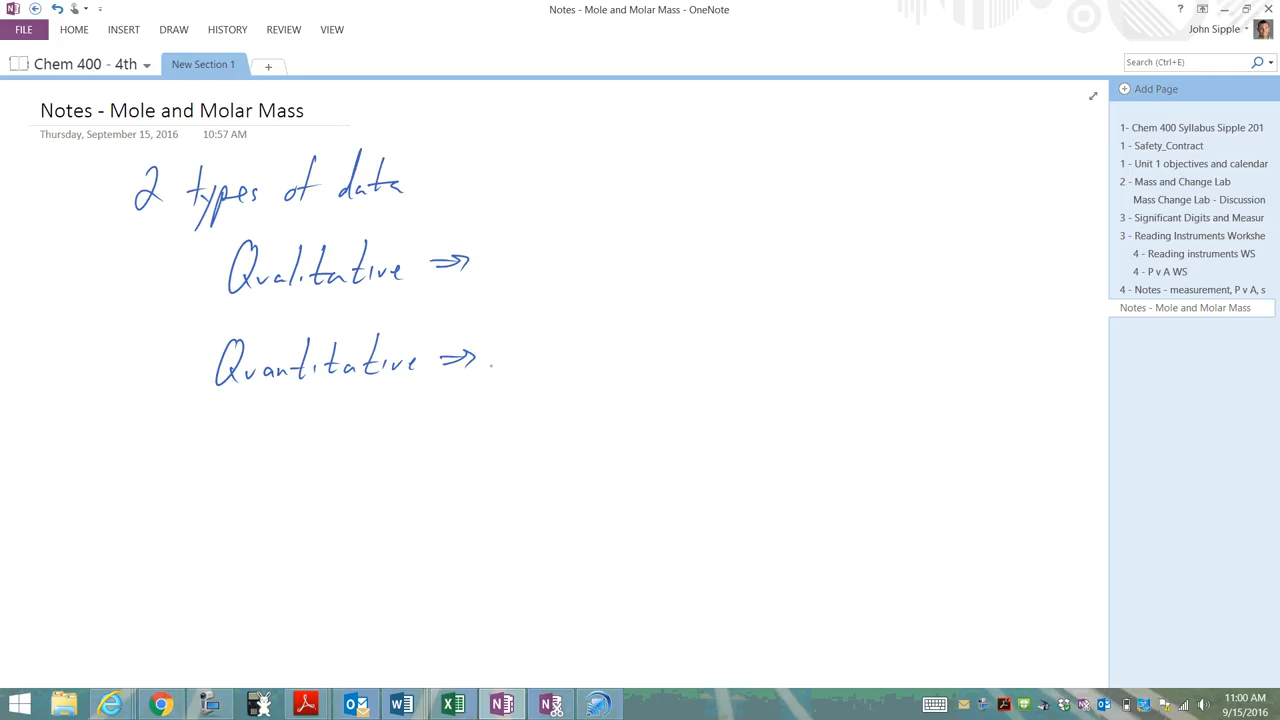 Notes - Mole and Molar Mass - OneNote
FILE HOME INSERT DRAW HISTORY REVIEW VIEW
John Sipple
Chem 400 - 4th
New Section 1
Search (Ctrl+E)
Add Page
Notes - Mole and Molar Mass
Thursday, September 15, 2016 10:57 AM
2 types of data
Qualitative ⇒
Quantitative ⇒
1- Chem 400 Syllabus Sipple 201
1 - Safety_Contract
1 - Unit 1 objectives and calendar
2 - Mass and Change Lab
Mass Change Lab - Discussion
3 - Significant Digits and Measur
3 - Reading Instruments Workshe
4 - Reading instruments WS
4 - P v A WS
4 - Notes - measurement, P v A, s
Notes - Mole and Molar Mass
11:00 AM
9/15/2016